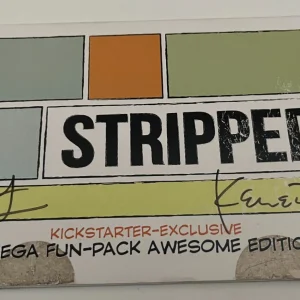 STRIPPE
KICKSTARTER-EXCLUSIVE
EGA FUN-PACK AWESOME EDITIO